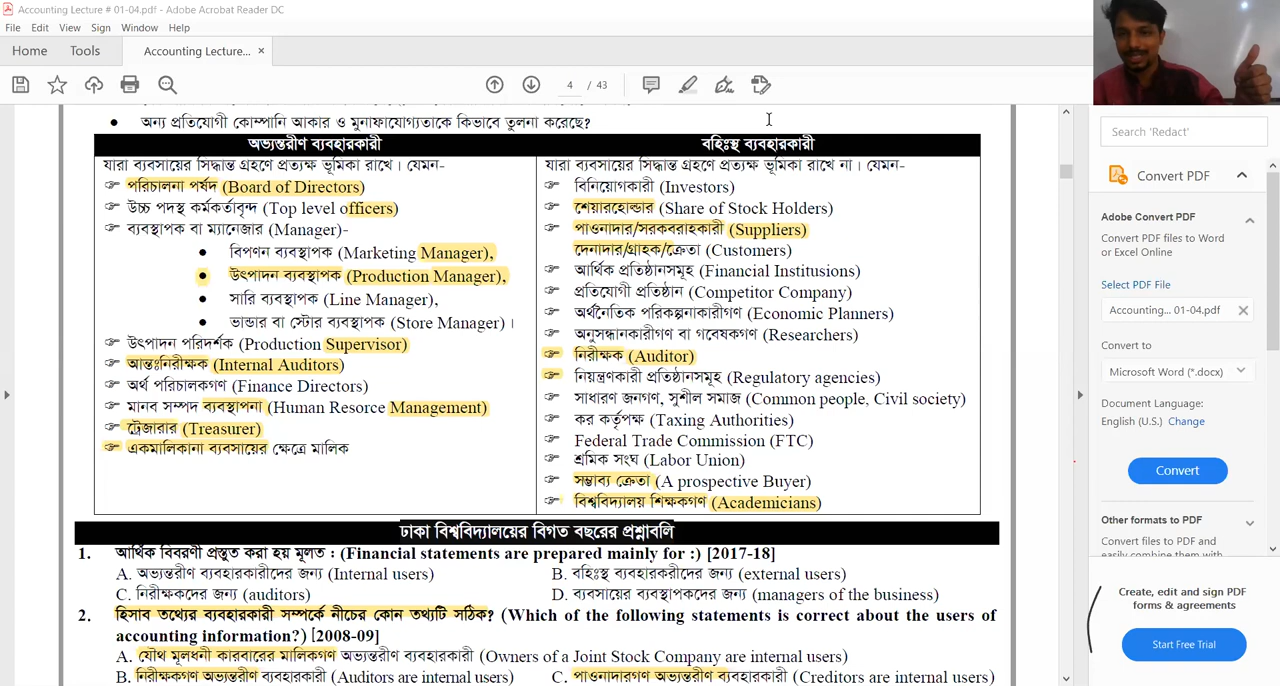 Accounting Lecture # 01-04.pdf - Adobe Acrobat Reader DC
File Edit View Sign Window Help
Home Tools Accounting Lecture... ×
4 / 43
অন্য প্রতিযোগী কোম্পানি আবার ও মুনাফাযোগ্যতাকে কিভাবে তুলনা করেছে?
অভ্যন্তরীণ ব্যবহারকারী
যারা ব্যবসায়ের সিদ্ধান্ত গ্রহণে প্রত্যক্ষ ভূমিকা রাখে। যেমন-
☞ পরিচালনা পর্ষদ (Board of Directors)
☞ উচ্চ পদস্থ কর্মকর্তাবৃন্দ (Top level officers)
☞ ব্যবস্থাপক বা ম্যানেজার (Manager)-
• বিপণন ব্যবস্থাপক (Marketing Manager),
• উৎপাদন ব্যবস্থাপক (Production Manager),
• সারি ব্যবস্থাপক (Line Manager),
• ভান্ডার বা স্টোর ব্যবস্থাপক (Store Manager)।
☞ উৎপাদন পরিদর্শক (Production Supervisor)
☞ আন্তঃনিরীক্ষক (Internal Auditors)
☞ অর্থ পরিচালকগণ (Finance Directors)
☞ মানব সম্পদ ব্যবস্থাপনা (Human Resorce Management)
☞ ট্রেজারার (Treasurer)
☞ একমালিকানা ব্যবসায়ের ক্ষেত্রে মালিক
বহিঃস্থ ব্যবহারকারী
যারা ব্যবসায়ের সিদ্ধান্ত গ্রহণে প্রত্যক্ষ ভূমিকা রাখে না। যেমন-
☞ বিনিয়োগকারী (Investors)
☞ শেয়ারহোল্ডার (Share of Stock Holders)
☞ পাওনাদার/সরকবরাহকারী (Suppliers)
দেনাদার/গ্রাহক/ক্রেতা (Customers)
☞ আর্থিক প্রতিষ্ঠানসমূহ (Financial Institusions)
☞ প্রতিযোগী প্রতিষ্ঠান (Competitor Company)
☞ অর্থনৈতিক পরিকল্পনাকারীগণ (Economic Planners)
☞ অনুসন্ধানকারীগণ বা গবেষকগণ (Researchers)
☞ নিরীক্ষক (Auditor)
☞ নিয়ন্ত্রণকারী প্রতিষ্ঠানসমূহ (Regulatory agencies)
☞ সাধারণ জনগণ, সুশীল সমাজ (Common people, Civil society)
☞ কর কর্তৃপক্ষ (Taxing Authorities)
☞ Federal Trade Commission (FTC)
☞ শ্রমিক সংঘ (Labor Union)
☞ সম্ভাব্য ক্রেতা (A prospective Buyer)
☞ বিশ্ববিদ্যালয় শিক্ষকগণ (Academicians)
ঢাকা বিশ্ববিদ্যালয়ের বিগত বছরের প্রশ্নাবলি
1. আর্থিক বিবরণী প্রস্তুত করা হয় মূলত : (Financial statements are prepared mainly for :) [2017-18]
A. অভ্যন্তরীণ ব্যবহারকারীদের জন্য (Internal users) B. বহিঃস্থ ব্যবহারকরীদের জন্য (external users)
C. নিরীক্ষকদের জন্য (auditors) D. ব্যবসায়ের ব্যবস্থাপকদের জন্য (managers of the business)
2. হিসাব তথ্যের ব্যবহারকারী সম্পর্কে নীচের কোন তথ্যটি সঠিক? (Which of the following statements is correct about the users of
accounting information?) [2008-09]
A. যৌথ মূলধনী কারবারের মালিকগণ অভ্যন্তরীণ ব্যবহারকারী (Owners of a Joint Stock Company are internal users)
B. নিরীক্ষকগণ অভ্যন্তরীণ ব্যবহারকারী (Auditors are internal users) C. পাওনাদারগণ অভ্যন্তরীণ ব্যবহারকারী (Creditors are internal users)
Search 'Redact'
Convert PDF
Adobe Convert PDF
Convert PDF files to Word
or Excel Online
Select PDF File
Accounting... 01-04.pdf ×
Convert to
Microsoft Word (*.docx)
Document Language:
English (U.S.) Change
Convert
Other formats to PDF
Convert files to PDF and
easily combine them with
Create, edit and sign PDF
forms & agreements
Start Free Trial